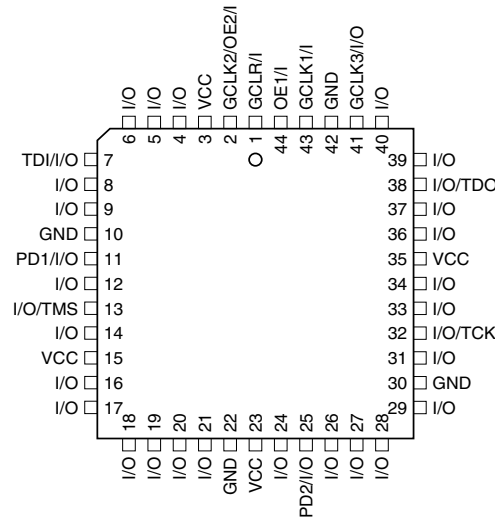 I/O
I/O
I/O
VCC
GCLK2/OE2/I
GCLR/I
OE1/I
GCLK1/I
GND
GCLK3/I/O
I/O
6
5
4
3
2
1
44
43
42
41
40
TDI/I/O 7
I/O 8
I/O 9
GND 10
PD1/I/O 11
I/O 12
I/O/TMS 13
I/O 14
VCC 15
I/O 16
I/O 17
39 I/O
38 I/O/TDO
37 I/O
36 I/O
35 VCC
34 I/O
33 I/O
32 I/O/TCK
31 I/O
30 GND
29 I/O
18
19
20
21
22
23
24
25
26
27
28
I/O
I/O
I/O
I/O
GND
VCC
I/O
PD2/I/O
I/O
I/O
I/O